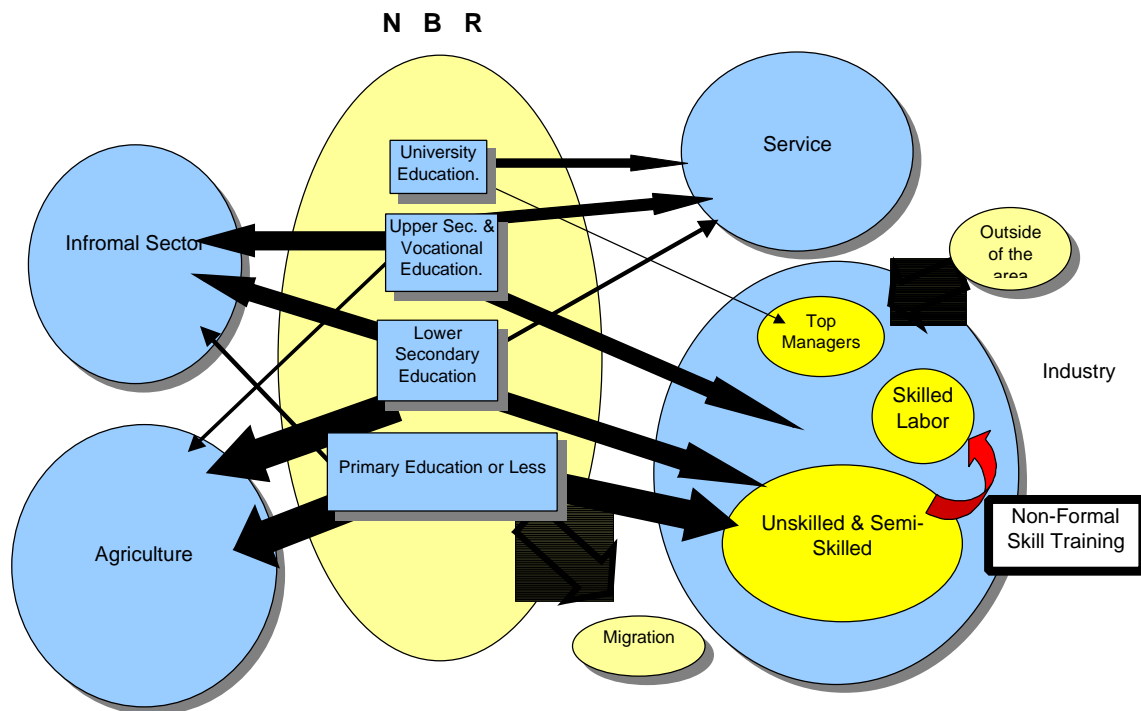 N B R
University
Education.
Upper Sec. &
Vocational
Education.
Lower
Secondary
Education
Primary Education or Less
Infromal Sector
Agriculture
Service
Outside
of the
area
Top
Managers
Skilled
Labor
Industry
Unskilled & Semi-
Skilled
Non-Formal
Skill Training
Migration